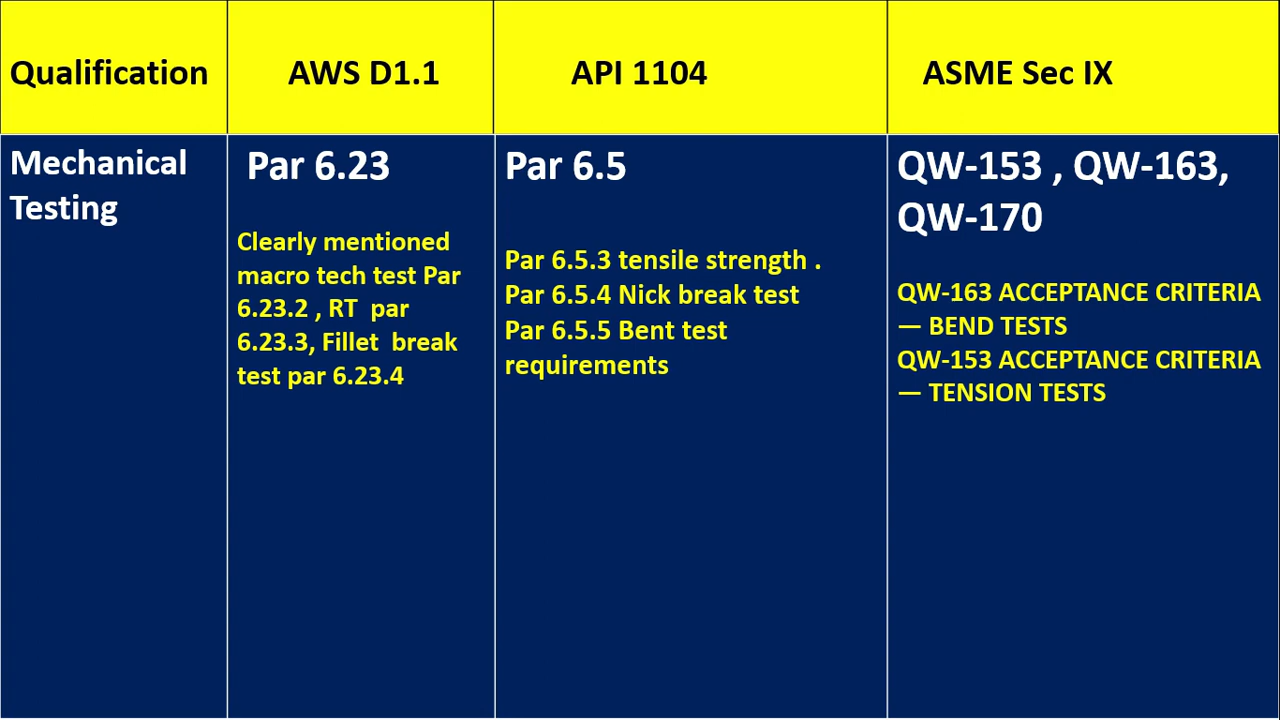 Qualification
AWS D1.1
API 1104
ASME Sec IX
Mechanical
Testing
Par 6.23
Clearly mentioned
macro tech test Par
6.23.2 , RT par
6.23.3, Fillet break
test par 6.23.4
Par 6.5
Par 6.5.3 tensile strength .
Par 6.5.4 Nick break test
Par 6.5.5 Bent test
requirements
QW-153 , QW-163,
QW-170
QW-163 ACCEPTANCE CRITERIA
— BEND TESTS
QW-153 ACCEPTANCE CRITERIA
— TENSION TESTS